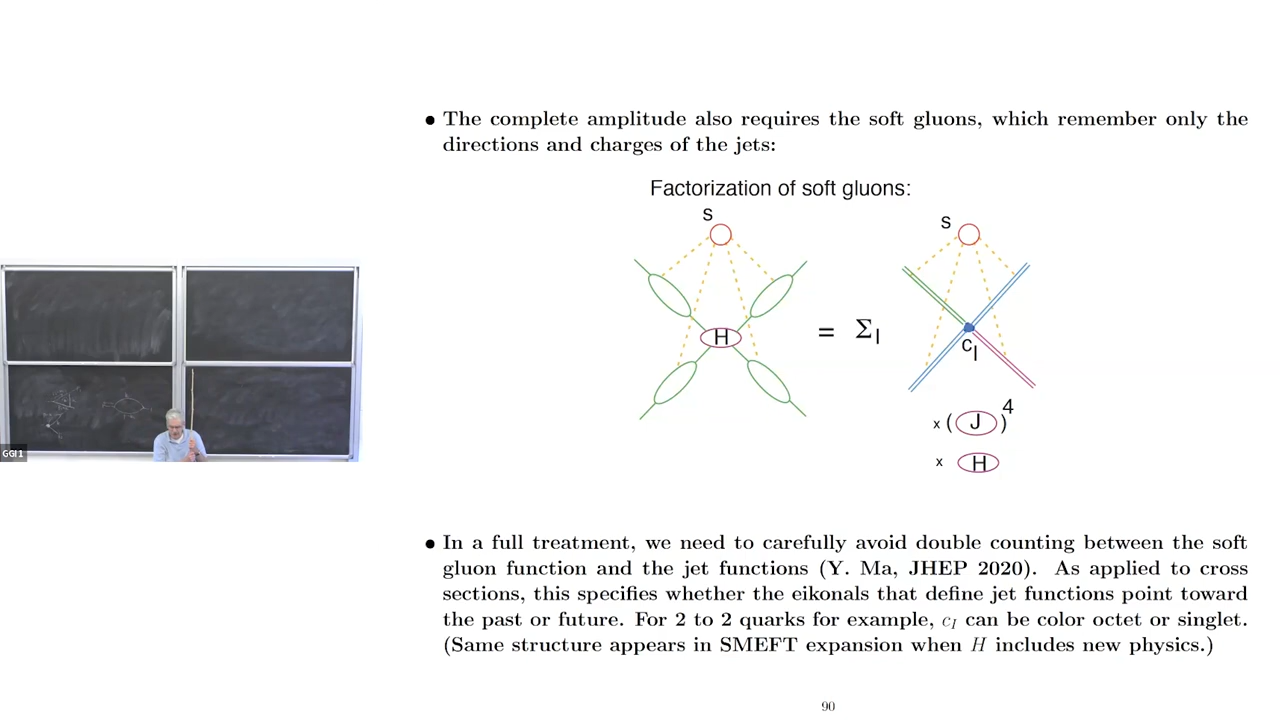 • The complete amplitude also requires the soft gluons, which remember only the
directions and charges of the jets:
Factorization of soft gluons:
S
S
H
= Σ I
c I
x ( J ) 4
x H
• In a full treatment, we need to carefully avoid double counting between the soft
gluon function and the jet functions (Y. Ma, JHEP 2020). As applied to cross
sections, this specifies whether the eikonals that define jet functions point toward
the past or future. For 2 to 2 quarks for example, c_I can be color octet or singlet.
(Same structure appears in SMEFT expansion when H includes new physics.)
90
GGI1